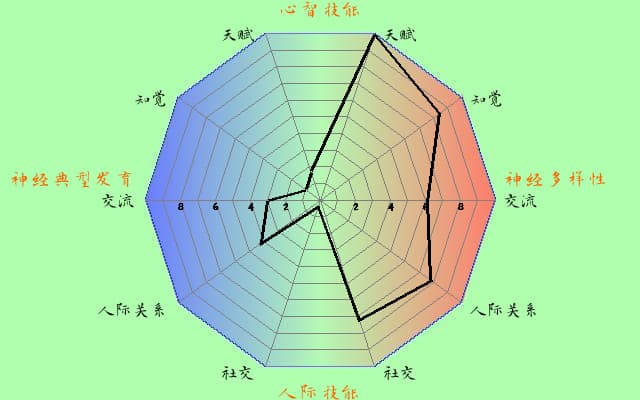 心智技能
天赋 天赋
知觉 知觉
神经典型发育 神经多样性
交流 8 6 4 2 2 4 6 8 交流
人际关系 人际关系
社交 社交
人际技能